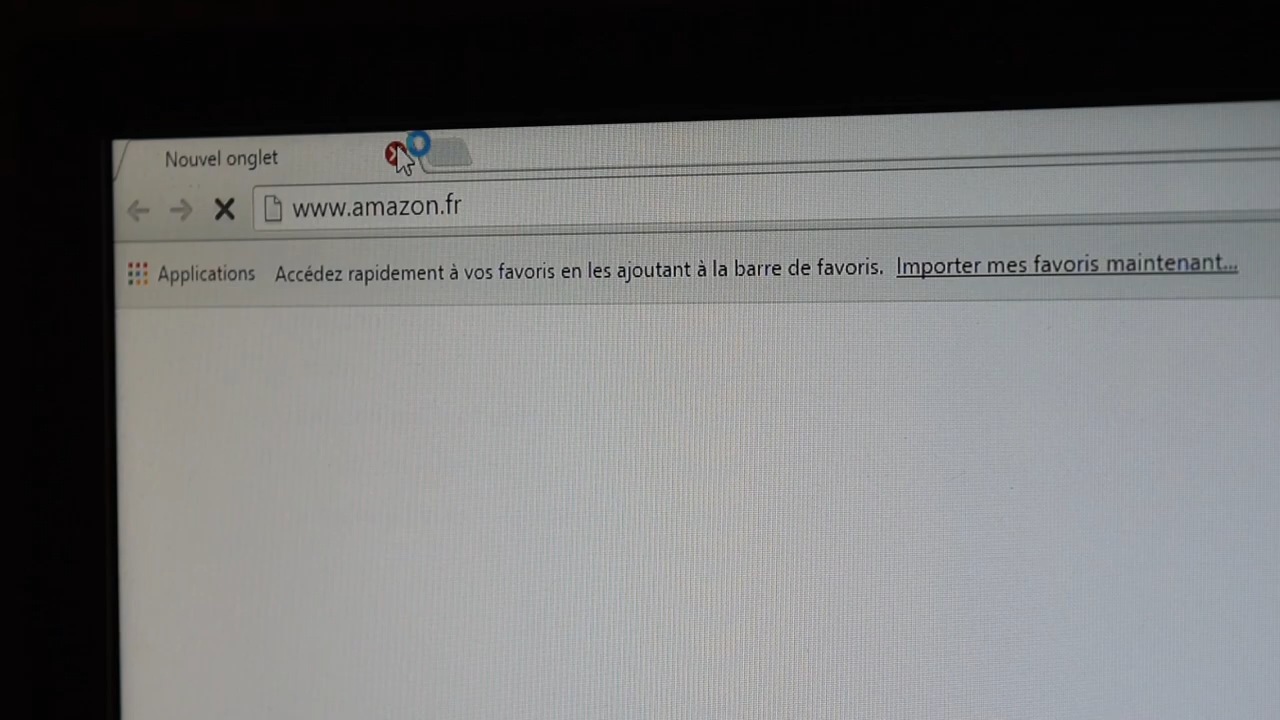 Nouvel onglet
www.amazon.fr
Applications Accédez rapidement à vos favoris en les ajoutant à la barre de favoris. Importer mes favoris maintenant...